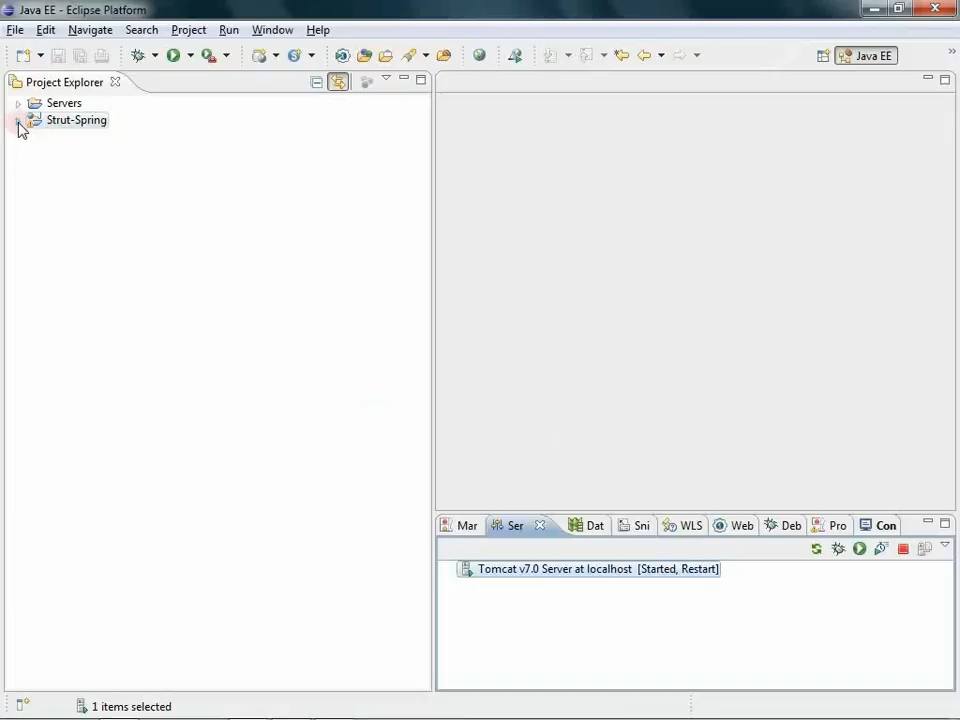 Java EE - Eclipse Platform
File Edit Navigate Search Project Run Window Help
Java EE
Project Explorer
Servers
Strut-Spring
Mar Ser Dat Sni WLS Web Deb Pro Con
Tomcat v7.0 Server at localhost [Started, Restart]
1 items selected